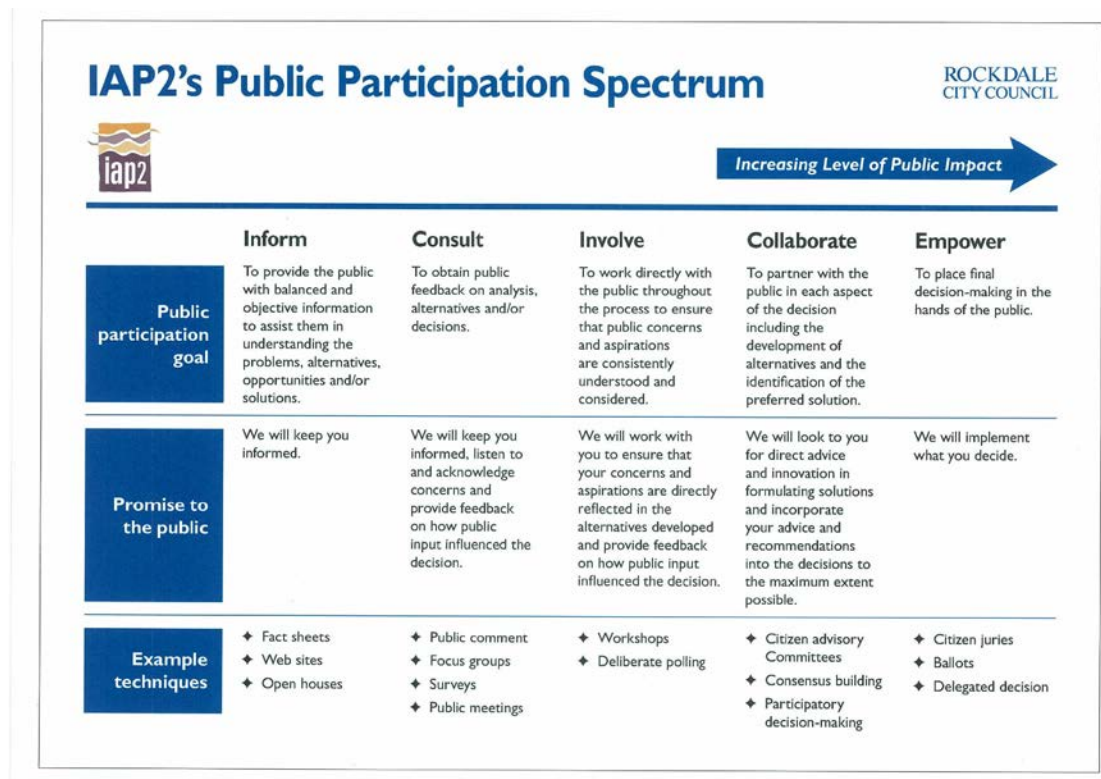 IAP2's Public Participation Spectrum
ROCKDALE
CITY COUNCIL
iap2
Increasing Level of Public Impact
Inform
Consult
Involve
Collaborate
Empower
Public
participation
goal
To provide the public
with balanced and
objective information
to assist them in
understanding the
problems, alternatives,
opportunities and/or
solutions.
To obtain public
feedback on analysis,
alternatives and/or
decisions.
To work directly with
the public throughout
the process to ensure
that public concerns
and aspirations
are consistently
understood and
considered.
To partner with the
public in each aspect
of the decision
including the
development of
alternatives and the
identification of the
preferred solution.
To place final
decision-making in the
hands of the public.
Promise to
the public
We will keep you
informed.
We will keep you
informed, listen to
and acknowledge
concerns and
provide feedback
on how public
input influenced the
decision.
We will work with
you to ensure that
your concerns and
aspirations are directly
reflected in the
alternatives developed
and provide feedback
on how public input
influenced the decision.
We will look to you
for direct advice
and innovation in
formulating solutions
and incorporate
your advice and
recommendations
into the decisions to
the maximum extent
possible.
We will implement
what you decide.
Example
techniques
✦ Fact sheets
✦ Web sites
✦ Open houses
✦ Public comment
✦ Focus groups
✦ Surveys
✦ Public meetings
✦ Workshops
✦ Deliberate polling
✦ Citizen advisory
Committees
✦ Consensus building
✦ Participatory
decision-making
✦ Citizen juries
✦ Ballots
✦ Delegated decision